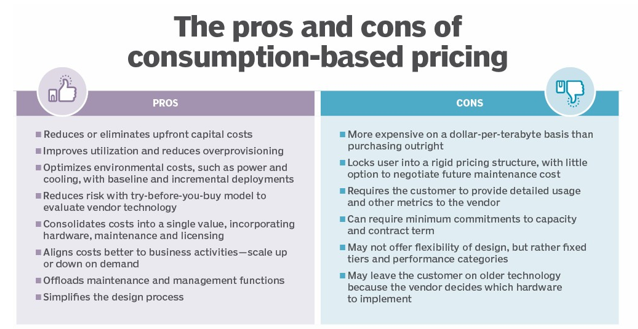 The pros and cons of
consumption-based pricing
PROS
Reduces or eliminates upfront capital costs
Improves utilization and reduces overprovisioning
Optimizes environmental costs, such as power and
cooling, with baseline and incremental deployments
Reduces risk with try-before-you-buy model to
evaluate vendor technology
Consolidates costs into a single value, incorporating
hardware, maintenance and licensing
Aligns costs better to business activities—scale up
or down on demand
Offloads maintenance and management functions
Simplifies the design process
CONS
More expensive on a dollar-per-terabyte basis than
purchasing outright
Locks user into a rigid pricing structure, with little
option to negotiate future maintenance cost
Requires the customer to provide detailed usage
and other metrics to the vendor
Can require minimum commitments to capacity
and contract term
May not offer flexibility of design, but rather fixed
tiers and performance categories
May leave the customer on older technology
because the vendor decides which hardware
to implement